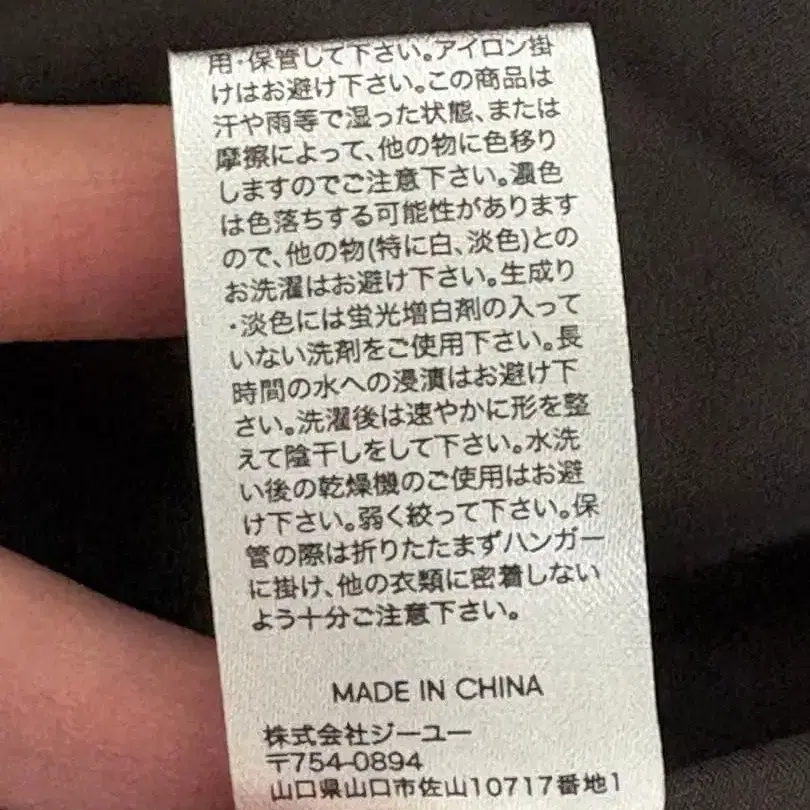 用・保管して下さい。アイロン掛
けはお避け下さい。この商品は
汗や雨等で湿った状態、または
摩擦によって、他の物に色移り
しますのでご注意下さい。濃色
は色落ちする可能性があります
ので、他の物(特に白、淡色)との
お洗濯はお避け下さい。生成り
・淡色には蛍光増白剤の入って
いない洗剤をご使用下さい。長
時間の水への浸漬はお避け下
さい。洗濯後は速やかに形を整
えて陰干しをして下さい。水洗
い後の乾燥機のご使用はお避
け下さい。弱く絞って下さい。保
管の際は折りたたまずハンガー
に掛け、他の衣類に密着しない
よう十分ご注意下さい。
MADE IN CHINA
株式会社ジーユー
〒754-0894
山口県山口市佐山10717番地1